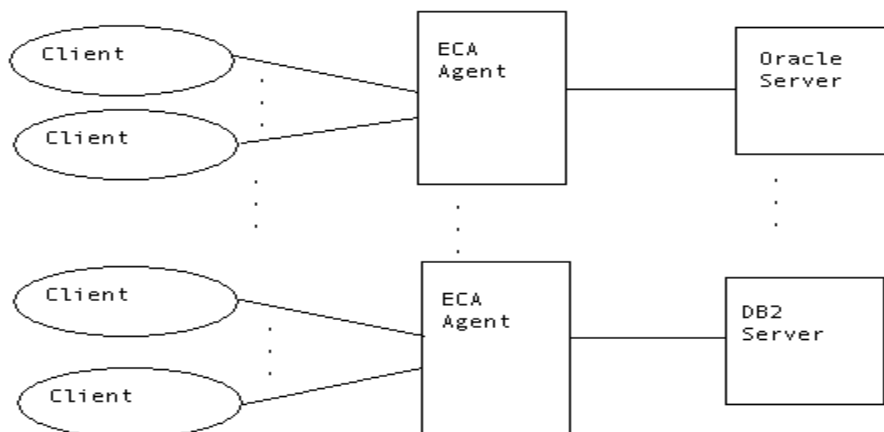 Client
ECA
Agent
Oracle
Server
Client
Client
ECA
Agent
DB2
Server
Client